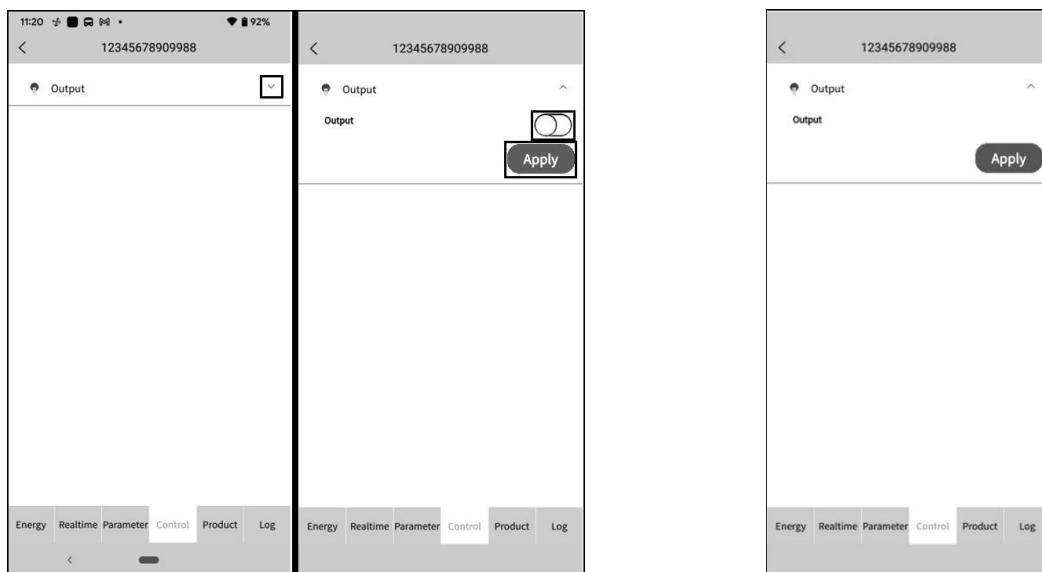 11:20
92%
12345678909988
Output
Energy Realtime Parameter Control Product Log
12345678909988
Output
Output
Apply
Energy Realtime Parameter Control Product Log
12345678909988
Output
Output
Apply
Energy Realtime Parameter Control Product Log